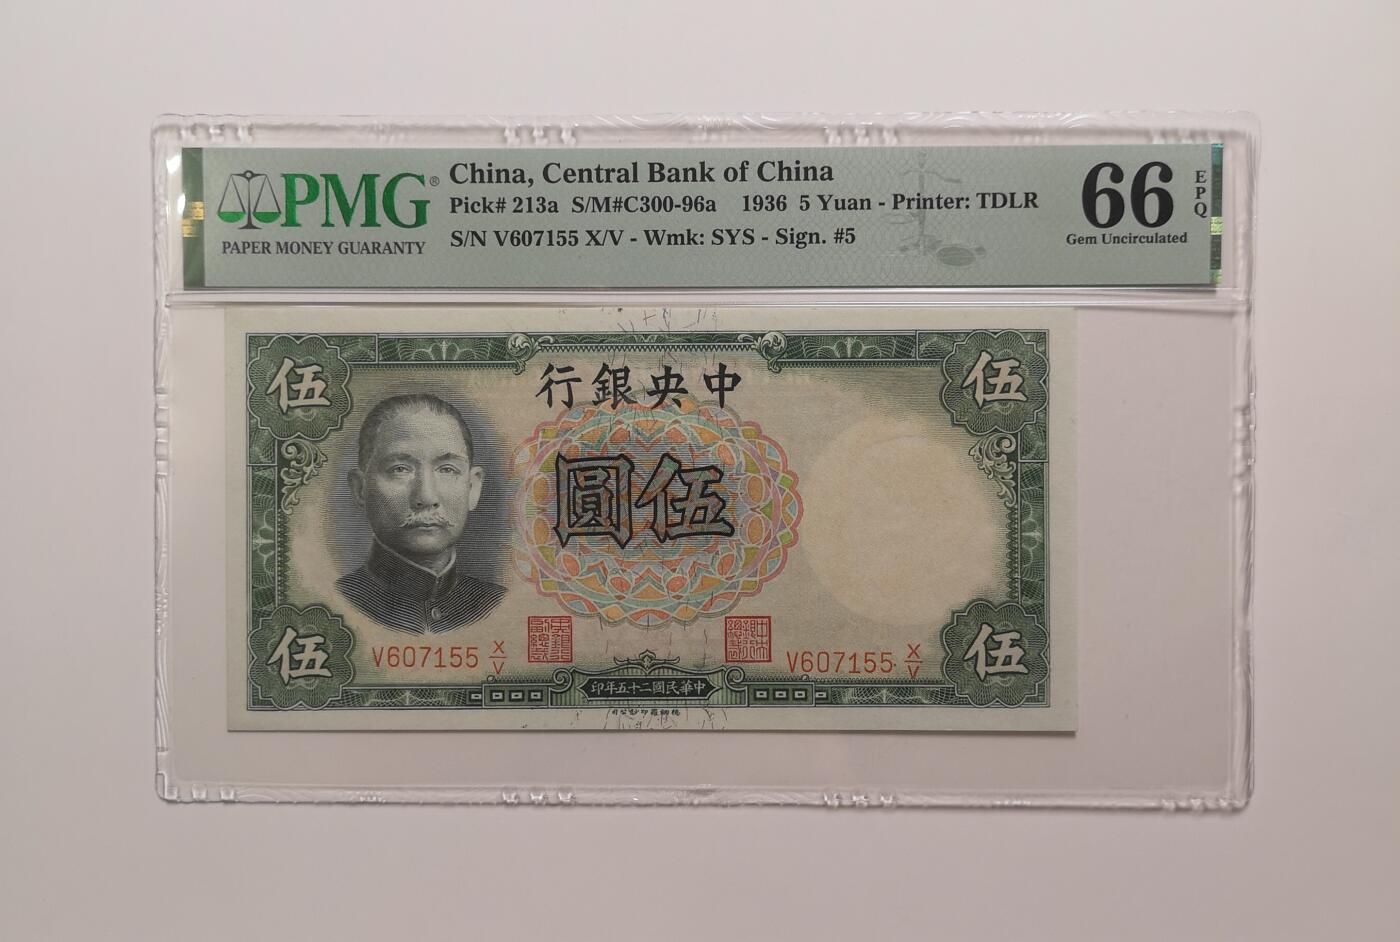 PMG®
PAPER MONEY GUARANTY
China, Central Bank of China
Pick# 213a S/M#C300-96a 1936 5 Yuan - Printer: TDLR
S/N V607155 X/V - Wmk: SYS - Sign. #5
66 EPQ
Gem Uncirculated
伍
伍
行銀央中
圓伍
V607155 X/V
V607155 X/V
伍
伍
印年五十二國民華中